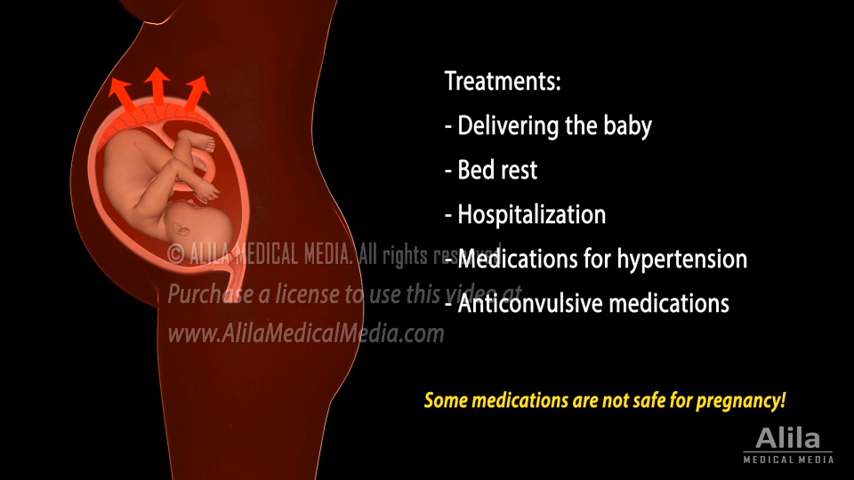 Treatments:
- Delivering the baby
- Bed rest
- Hospitalization
- Medications for hypertension
- Anticonvulsive medications
© ALILA MEDICAL MEDIA. All rights reserved.
Purchase a license to use this video at
www.AlilaMedicalMedia.com
Some medications are not safe for pregnancy!
Alila
MEDICAL MEDIA